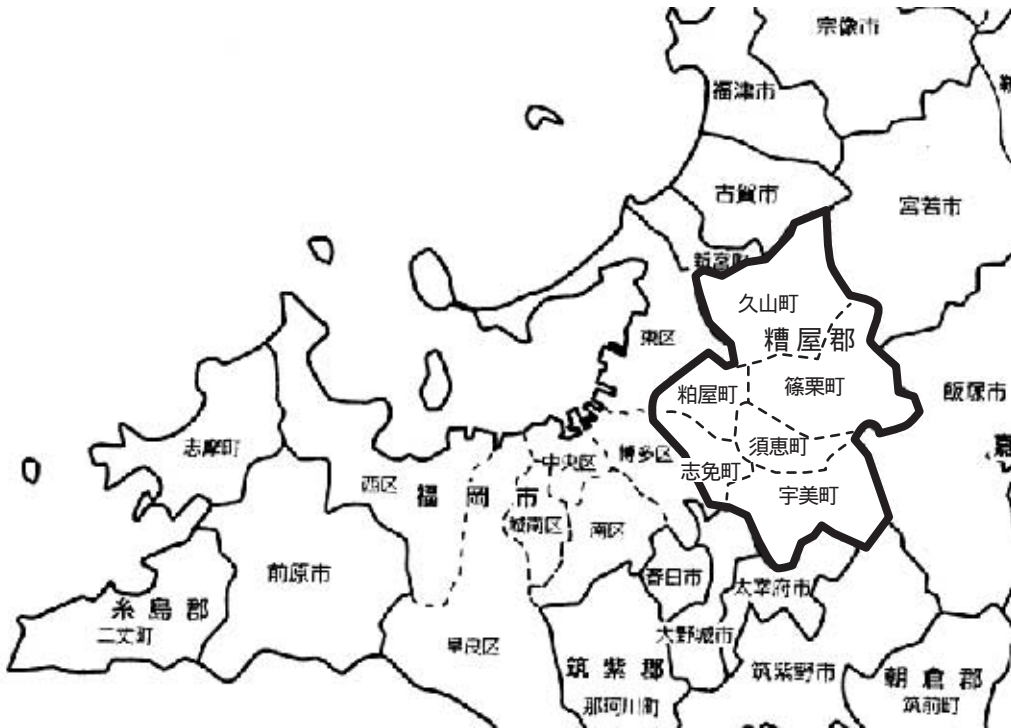 宗像市
福津市
古賀市
宮若市
新宮町
久山町
糟屋郡
東区
粕屋町
篠栗町
飯塚市
志摩町
須恵町
中央区
博多区
志免町
西区
福岡市
宇美町
城南区
南区
前原市
春日市
太宰府市
糸島郡
二丈町
大野城市
早良区
筑紫郡
筑紫野市
朝倉郡
那珂川町
筑前町